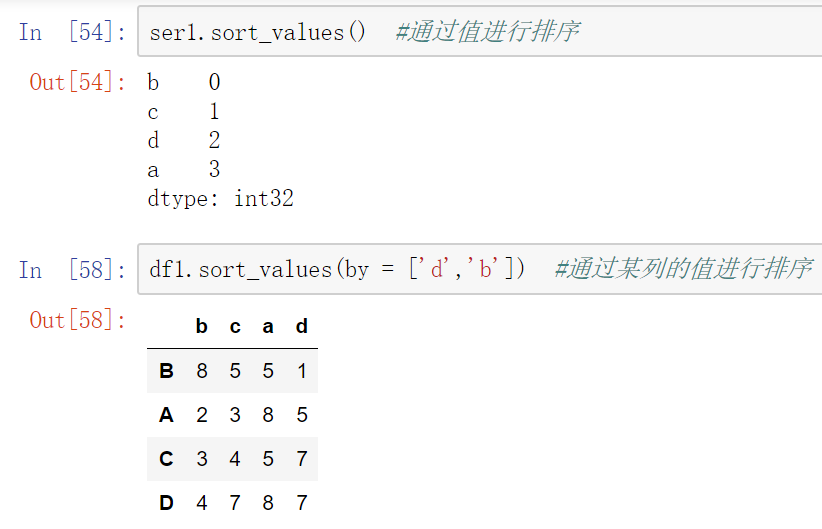 In [54]: ser1.sort_values() #通过值进行排序
Out[54]: b 0
c 1
d 2
a 3
dtype: int32
In [58]: df1.sort_values(by = ['d','b']) #通过某列的值进行排序
Out[58]:
b c a d
B 8 5 5 1
A 2 3 8 5
C 3 4 5 7
D 4 7 8 7